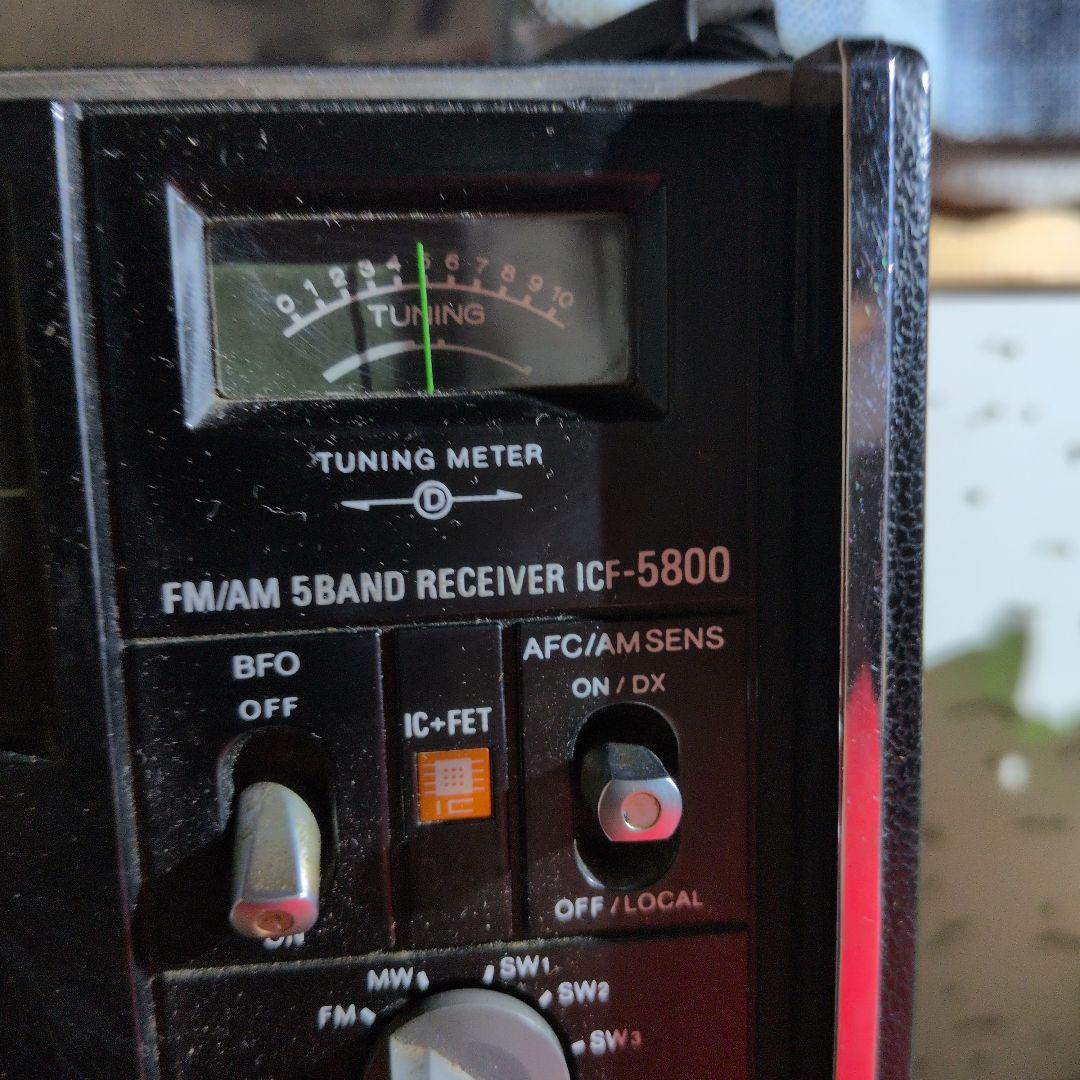 0 1 2 3 4 5 6 7 8 9 10
TUNING
TUNING METER
D
FM/AM 5BAND RECEIVER ICF-5800
BFO
OFF
ON
IC+FET
IC
AFC/AM SENS
ON/DX
OFF/LOCAL
FM MW SW1 SW2 SW3